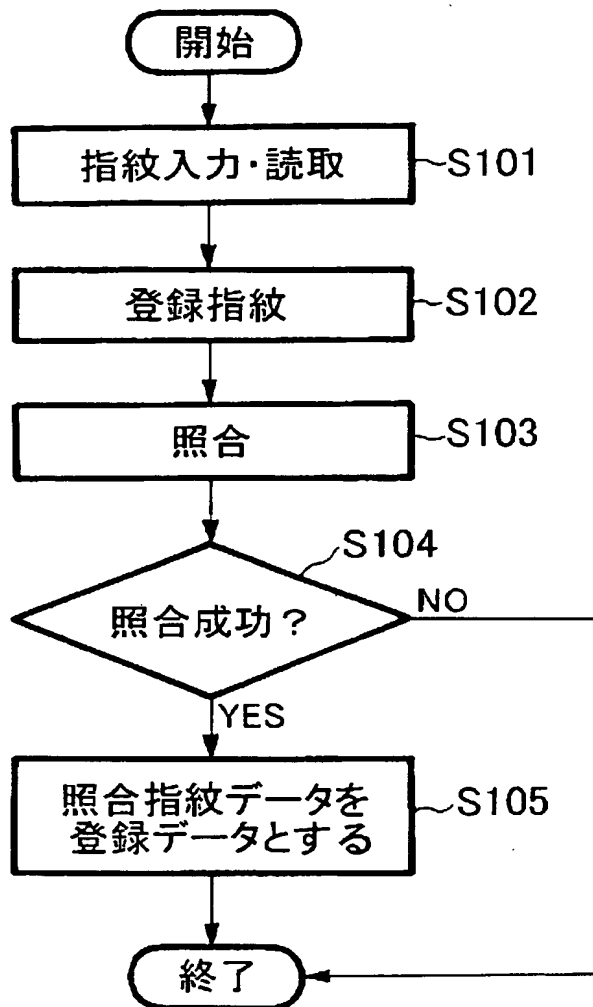 開始
指紋入力・読取
S101
登録指紋
S102
照合
S103
S104
照合成功?
NO
YES
照合指紋データを
登録データとする
S105
終了